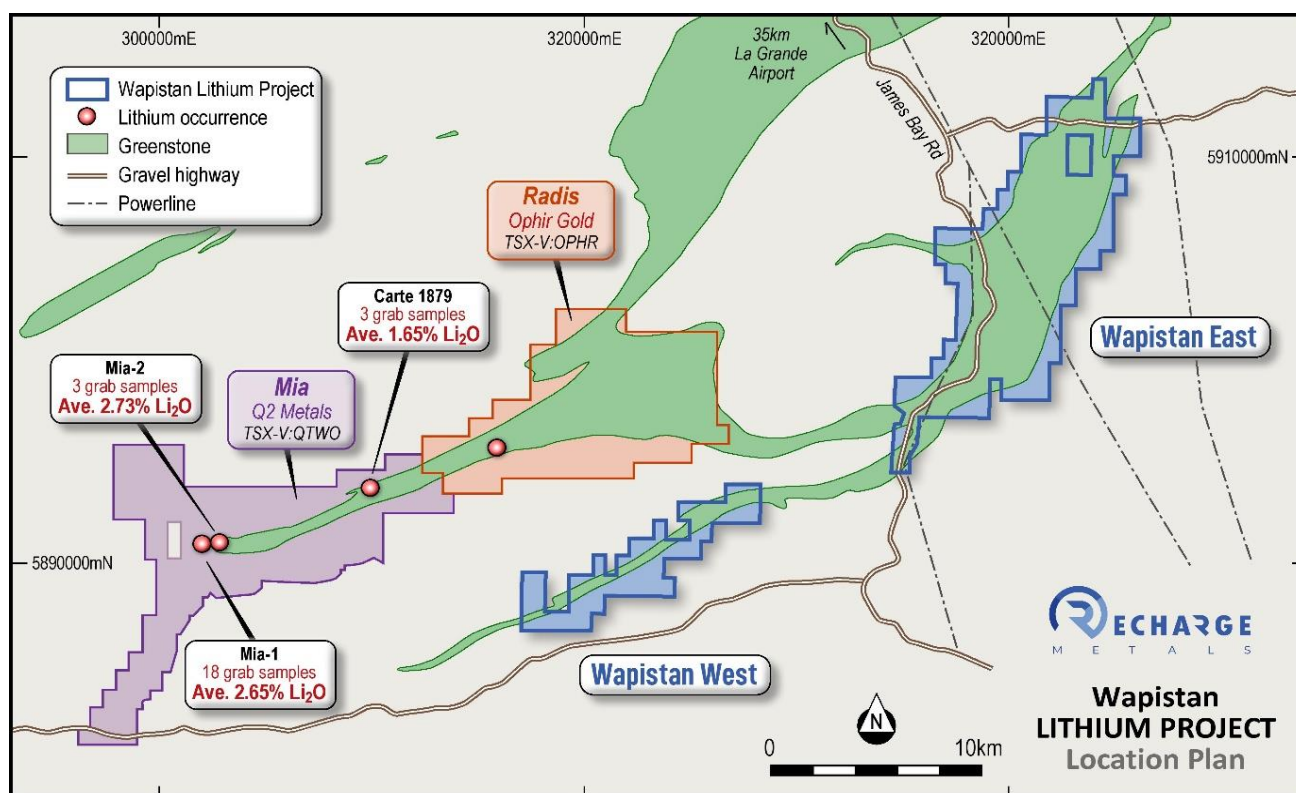 300000mE
320000mE
320000mE
Wapistan Lithium Project
Lithium occurrence
Greenstone
Gravel highway
Powerline
35km
La Grande
Airport
James Bay Rd
5910000mN
Radis
Ophir Gold
TSX-V:OPHR
Carte 1879
3 grab samples
Ave. 1.65% Li₂O
Mia-2
3 grab samples
Ave. 2.73% Li₂O
Mia
Q2 Metals
TSX-V:QTWO
Wapistan East
5890000mN
Mia-1
18 grab samples
Ave. 2.65% Li₂O
Wapistan West
RECHARGE
METALS
N
0
10km
Wapistan
LITHIUM PROJECT
Location Plan